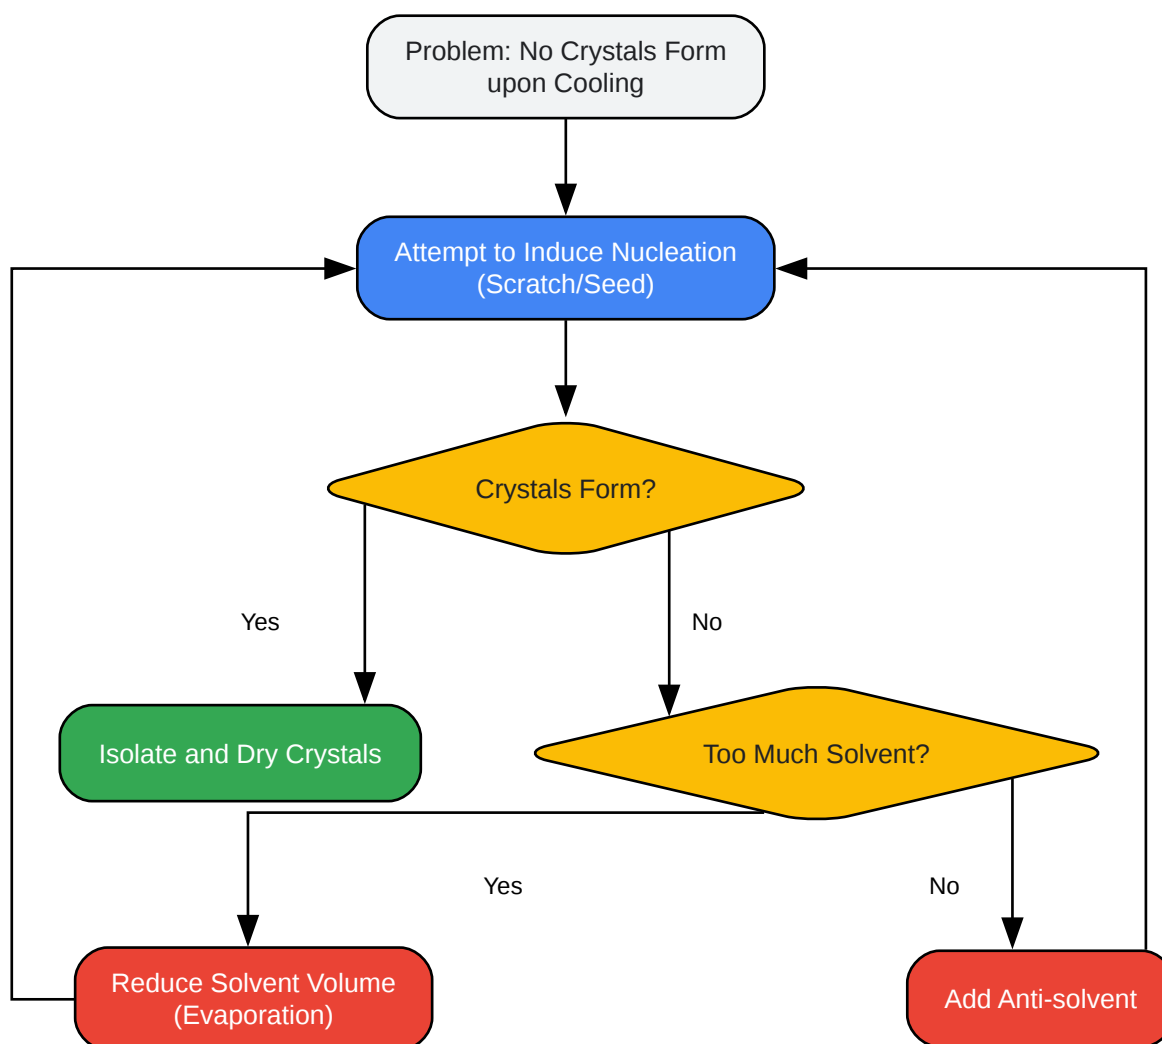 Problem: No Crystals Form
upon Cooling
Attempt to Induce Nucleation
(Scratch/Seed)
Crystals Form?
Yes
No
Isolate and Dry Crystals
Too Much Solvent?
Yes
No
Reduce Solvent Volume
(Evaporation)
Add Anti-solvent